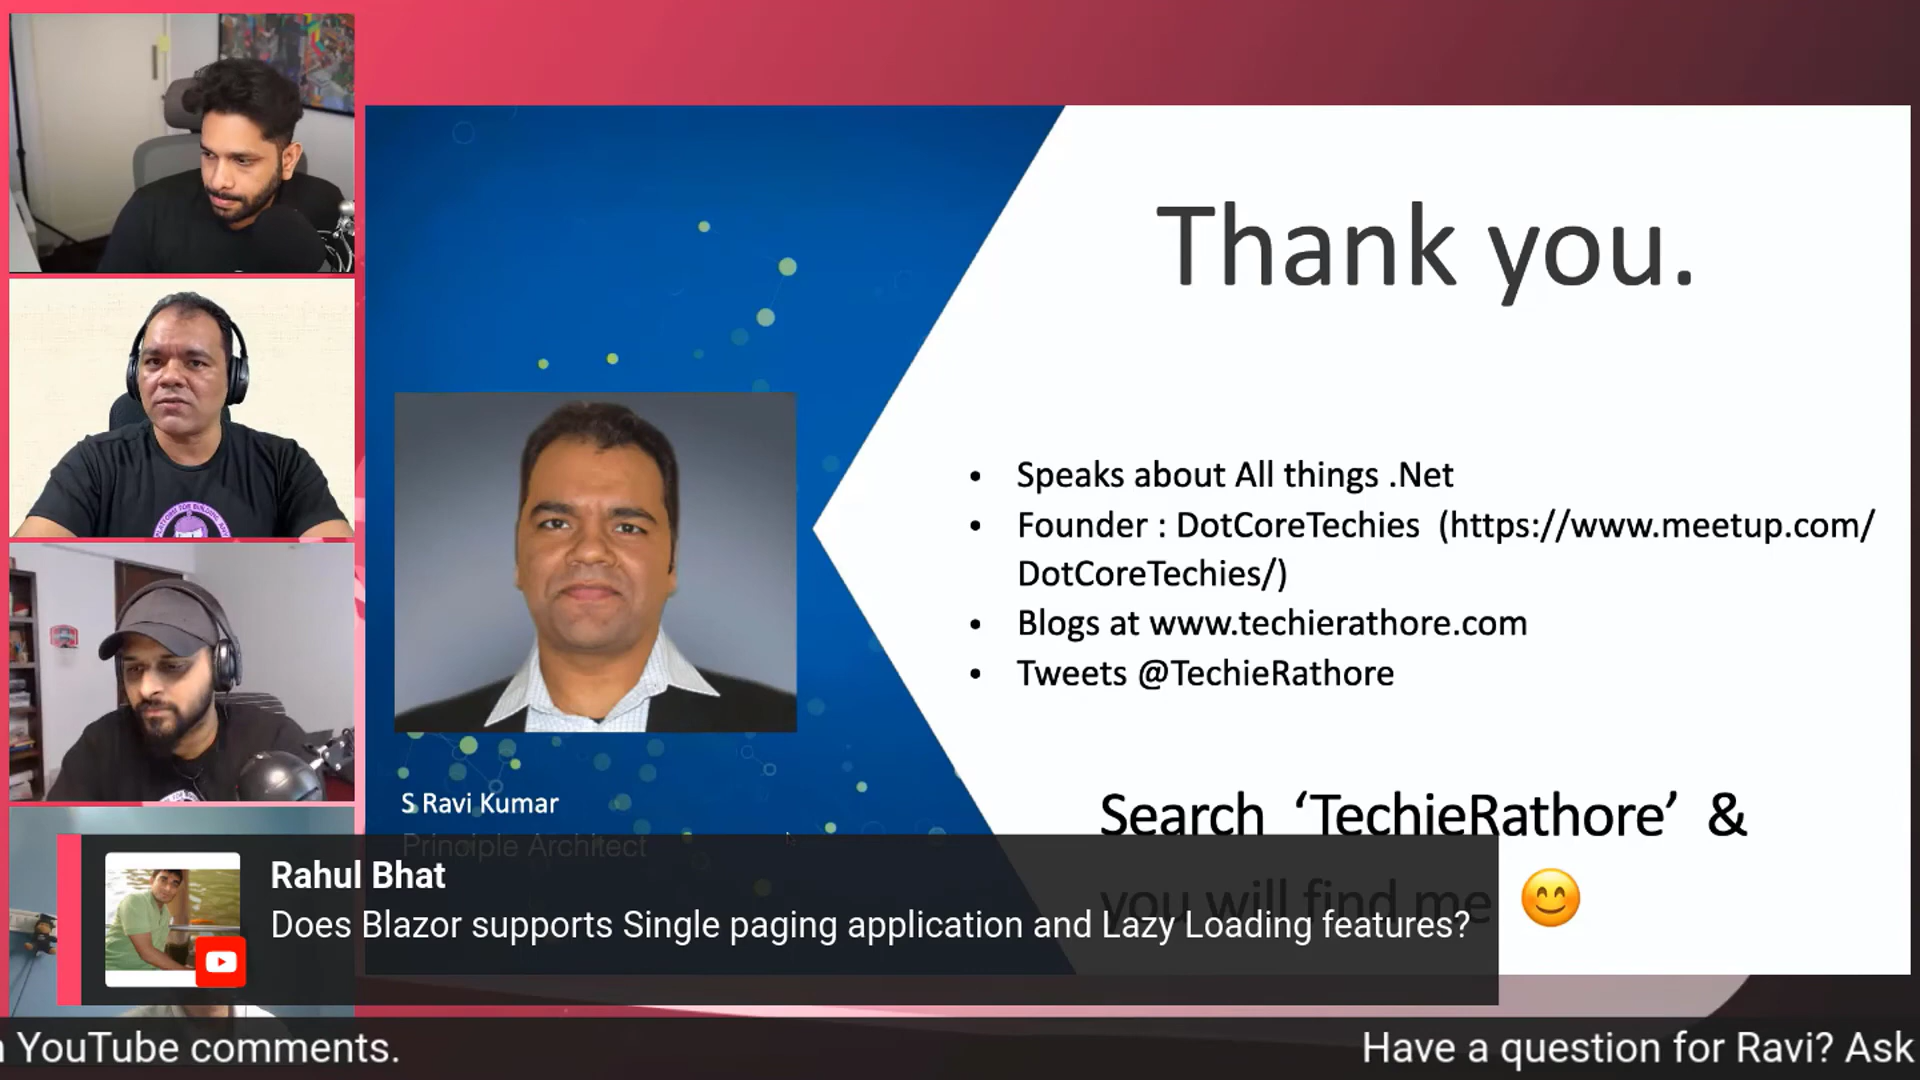 Thank you.
• Speaks about All things .Net
• Founder : DotCoreTechies (https://www.meetup.com/
DotCoreTechies/)
• Blogs at www.techierathore.com
• Tweets @TechieRathore
S Ravi Kumar
Principle Architect
Search ‘TechieRathore’ &
you will find me 😊
Rahul Bhat
Does Blazor supports Single paging application and Lazy Loading features?
YouTube comments.
Have a question for Ravi? Ask